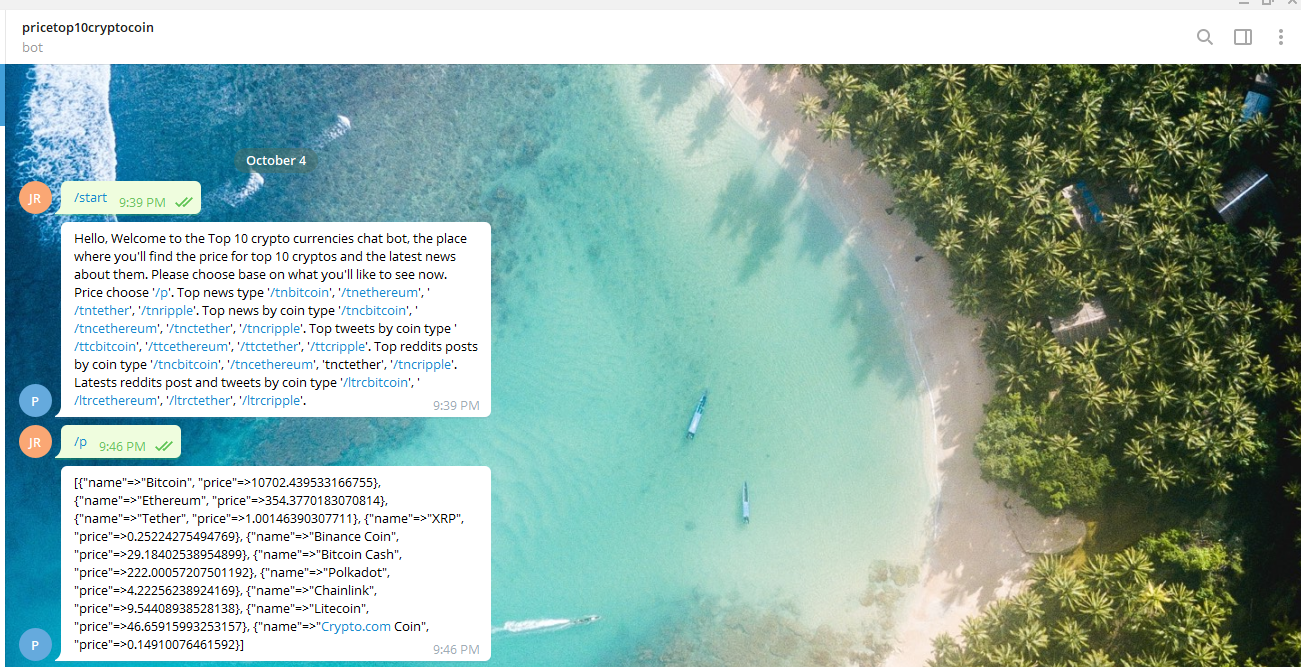 pricetop10cryptocoin
bot
October 4
JR
/start 9:39 PM
Hello, Welcome to the Top 10 crypto currencies chat bot, the place
where you'll find the price for top 10 cryptos and the latest news
about them. Please choose base on what you'll like to see now.
Price choose '/p'. Top news type '/tnbitcoin', '/tnethereum', '
/tntether', '/tnripple'. Top news by coin type '/tncbitcoin', '
/tncethereum', '/tnctether', '/tncripple'. Top tweets by coin type '
/ttcbitcoin', '/ttcethereum', '/ttctether', '/ttcripple'. Top reddits posts
by coin type '/tncbitcoin', '/tncethereum', 'tnctether', '/tncripple'.
Latests reddits post and tweets by coin type '/ltrcbitcoin', '
/ltrcethereum', '/ltrctether', '/ltrcripple'.
P
9:39 PM
JR
/p 9:46 PM
[{"name"=>"Bitcoin", "price"=>10702.439533166755},
{"name"=>"Ethereum", "price"=>354.3770183070814},
{"name"=>"Tether", "price"=>1.00146390307711}, {"name"=>"XRP",
"price"=>0.25224275494769}, {"name"=>"Binance Coin",
"price"=>29.18402538954899}, {"name"=>"Bitcoin Cash",
"price"=>222.00057207501192}, {"name"=>"Polkadot",
"price"=>4.22256238924169}, {"name"=>"Chainlink",
"price"=>9.54408938528138}, {"name"=>"Litecoin",
"price"=>46.65915993253157}, {"name"=>"Crypto.com Coin",
"price"=>0.14910076461592}]
P
9:46 PM